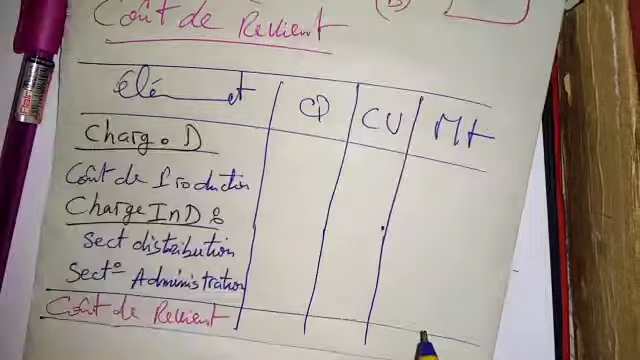 (B)
Coût de Revient
Élément CP CU Mt
Charg. D
Coût de Production
Charge InD :
Sect distribution
Sect° Administration
Coût de Revient